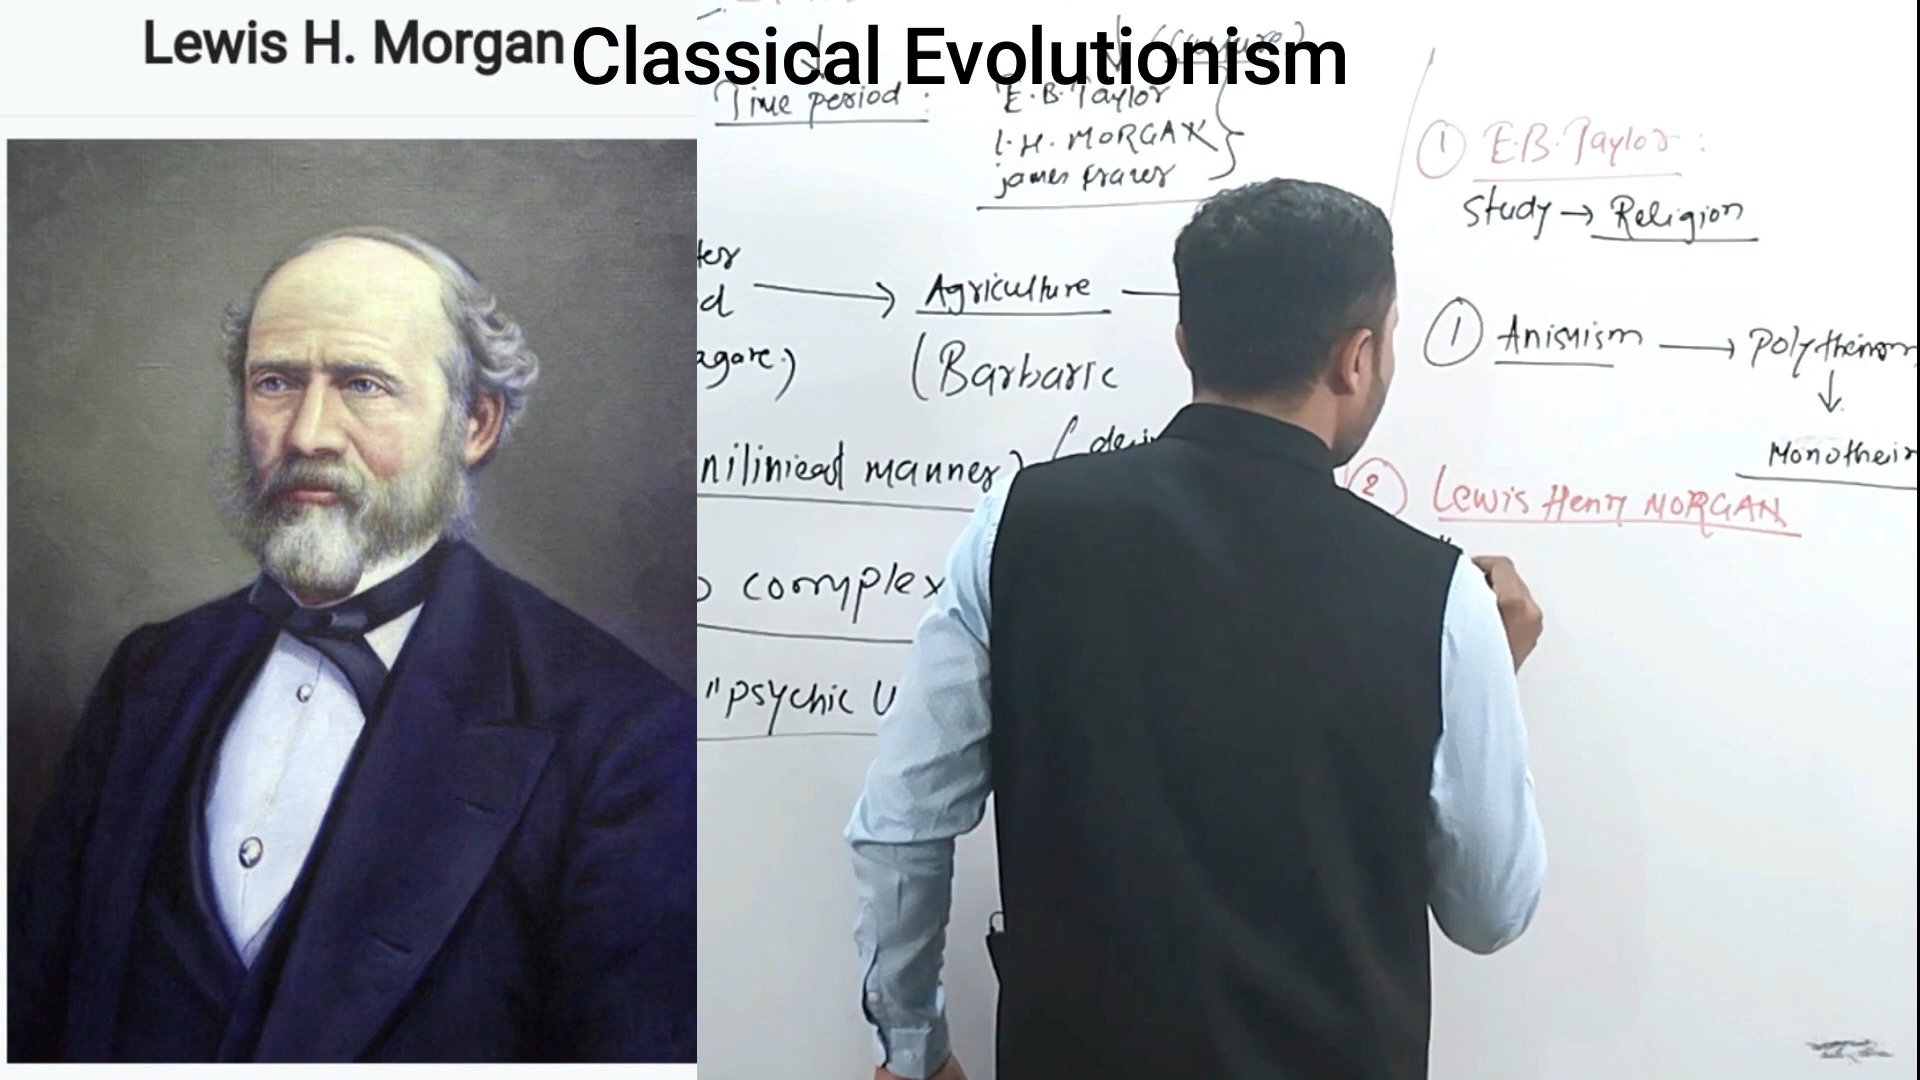 Lewis H. Morgan
Classical Evolutionism
Time period :
E.B. Taylor
L.H. MORGAN
james frazer
Agriculture
(Barbaric
nilinical manner)
complex
"psychic U
① E.B. Taylor :
Study → Religion
① Animism → polytheism
↓
Monotheism
② Lewis Henry MORGAN